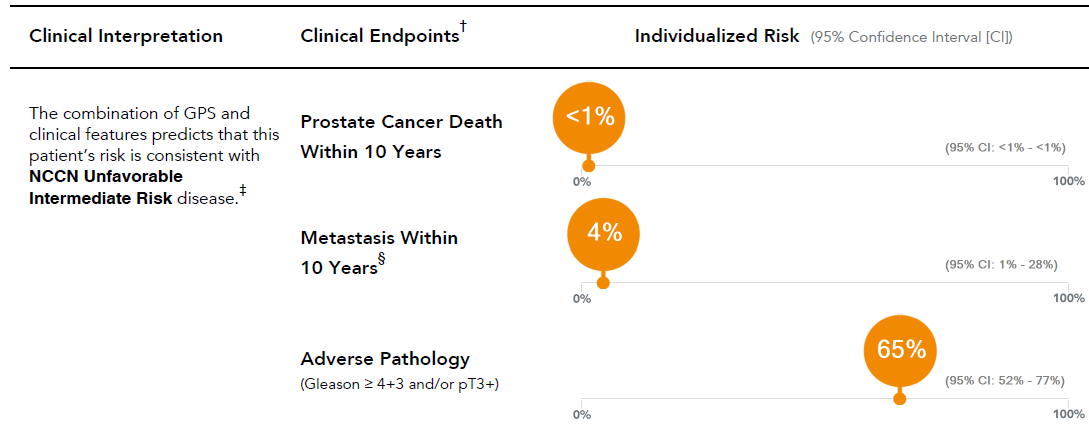 Clinical Interpretation
Clinical Endpoints†
Individualized Risk (95% Confidence Interval [CI])
The combination of GPS and
clinical features predicts that this
patient's risk is consistent with
NCCN Unfavorable
Intermediate Risk disease.‡
Prostate Cancer Death
Within 10 Years
<1%
(95% CI: <1% - <1%)
0%
100%
Metastasis Within
10 Years§
4%
(95% CI: 1% - 28%)
0%
100%
Adverse Pathology
(Gleason ≥ 4+3 and/or pT3+)
65%
(95% CI: 52% - 77%)
0%
100%